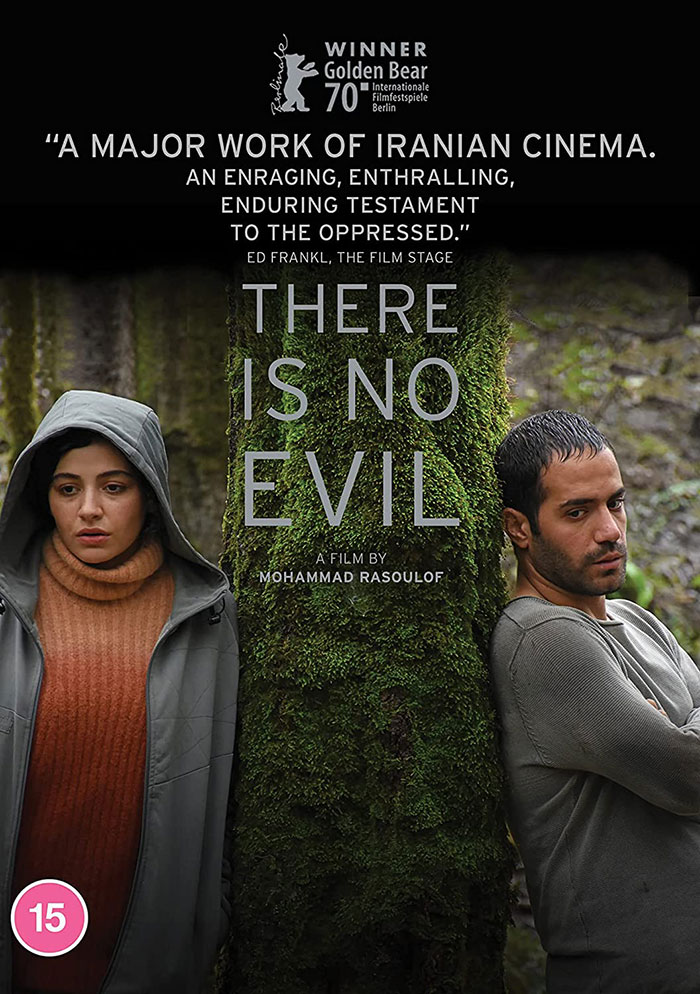 Berlinale
WINNER
Golden Bear
70 Internationale
Filmfestspiele
Berlin
“A MAJOR WORK OF IRANIAN CINEMA.
AN ENRAGING, ENTHRALLING,
ENDURING TESTAMENT
TO THE OPPRESSED.”
ED FRANKL, THE FILM STAGE
THERE
IS NO
EVIL
A FILM BY
MOHAMMAD RASOULOF
15